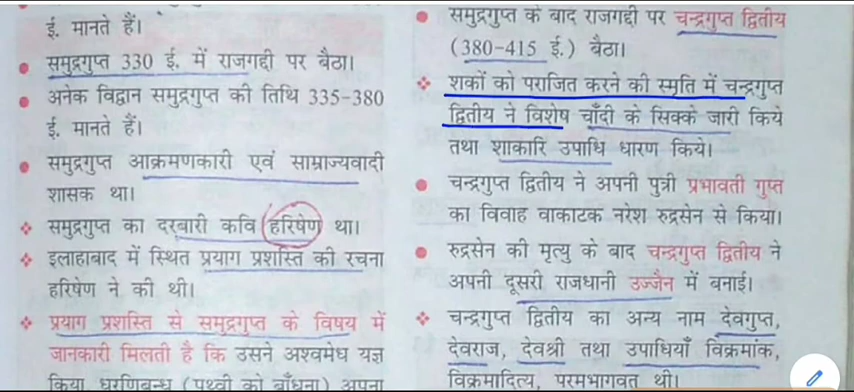 ई. मानते हैं।
समुद्रगुप्त 330 ई. में राजगद्दी पर बैठा।
अनेक विद्वान समुद्रगुप्त की तिथि 335-380
ई. मानते हैं।
समुद्रगुप्त आक्रमणकारी एवं साम्राज्यवादी
शासक था।
समुद्रगुप्त का दरबारी कवि हरिषेण था।
इलाहाबाद में स्थित प्रयाग प्रशस्ति की रचना
हरिषेण ने की थी।
प्रयाग प्रशस्ति से समुद्रगुप्त के विषय में
जानकारी मिलती है कि उसने अश्वमेध यज्ञ
किया धरणिबन्ध (पृथ्वी को बाँधना) अपना
समुद्रगुप्त के बाद राजगद्दी पर चन्द्रगुप्त द्वितीय
(380-415 ई.) बैठा।
शकों को पराजित करने की स्मृति में चन्द्रगुप्त
द्वितीय ने विशेष चाँदी के सिक्के जारी किये
तथा शाकारि उपाधि धारण किये।
चन्द्रगुप्त द्वितीय ने अपनी पुत्री प्रभावती गुप्त
का विवाह वाकाटक नरेश रुद्रसेन से किया।
रुद्रसेन की मृत्यु के बाद चन्द्रगुप्त द्वितीय ने
अपनी दूसरी राजधानी उज्जैन में बनाई।
चन्द्रगुप्त द्वितीय का अन्य नाम देवगुप्त,
देवराज, देवश्री तथा उपाधियाँ विक्रमांक,
विक्रमादित्य, परमभागवत थी।